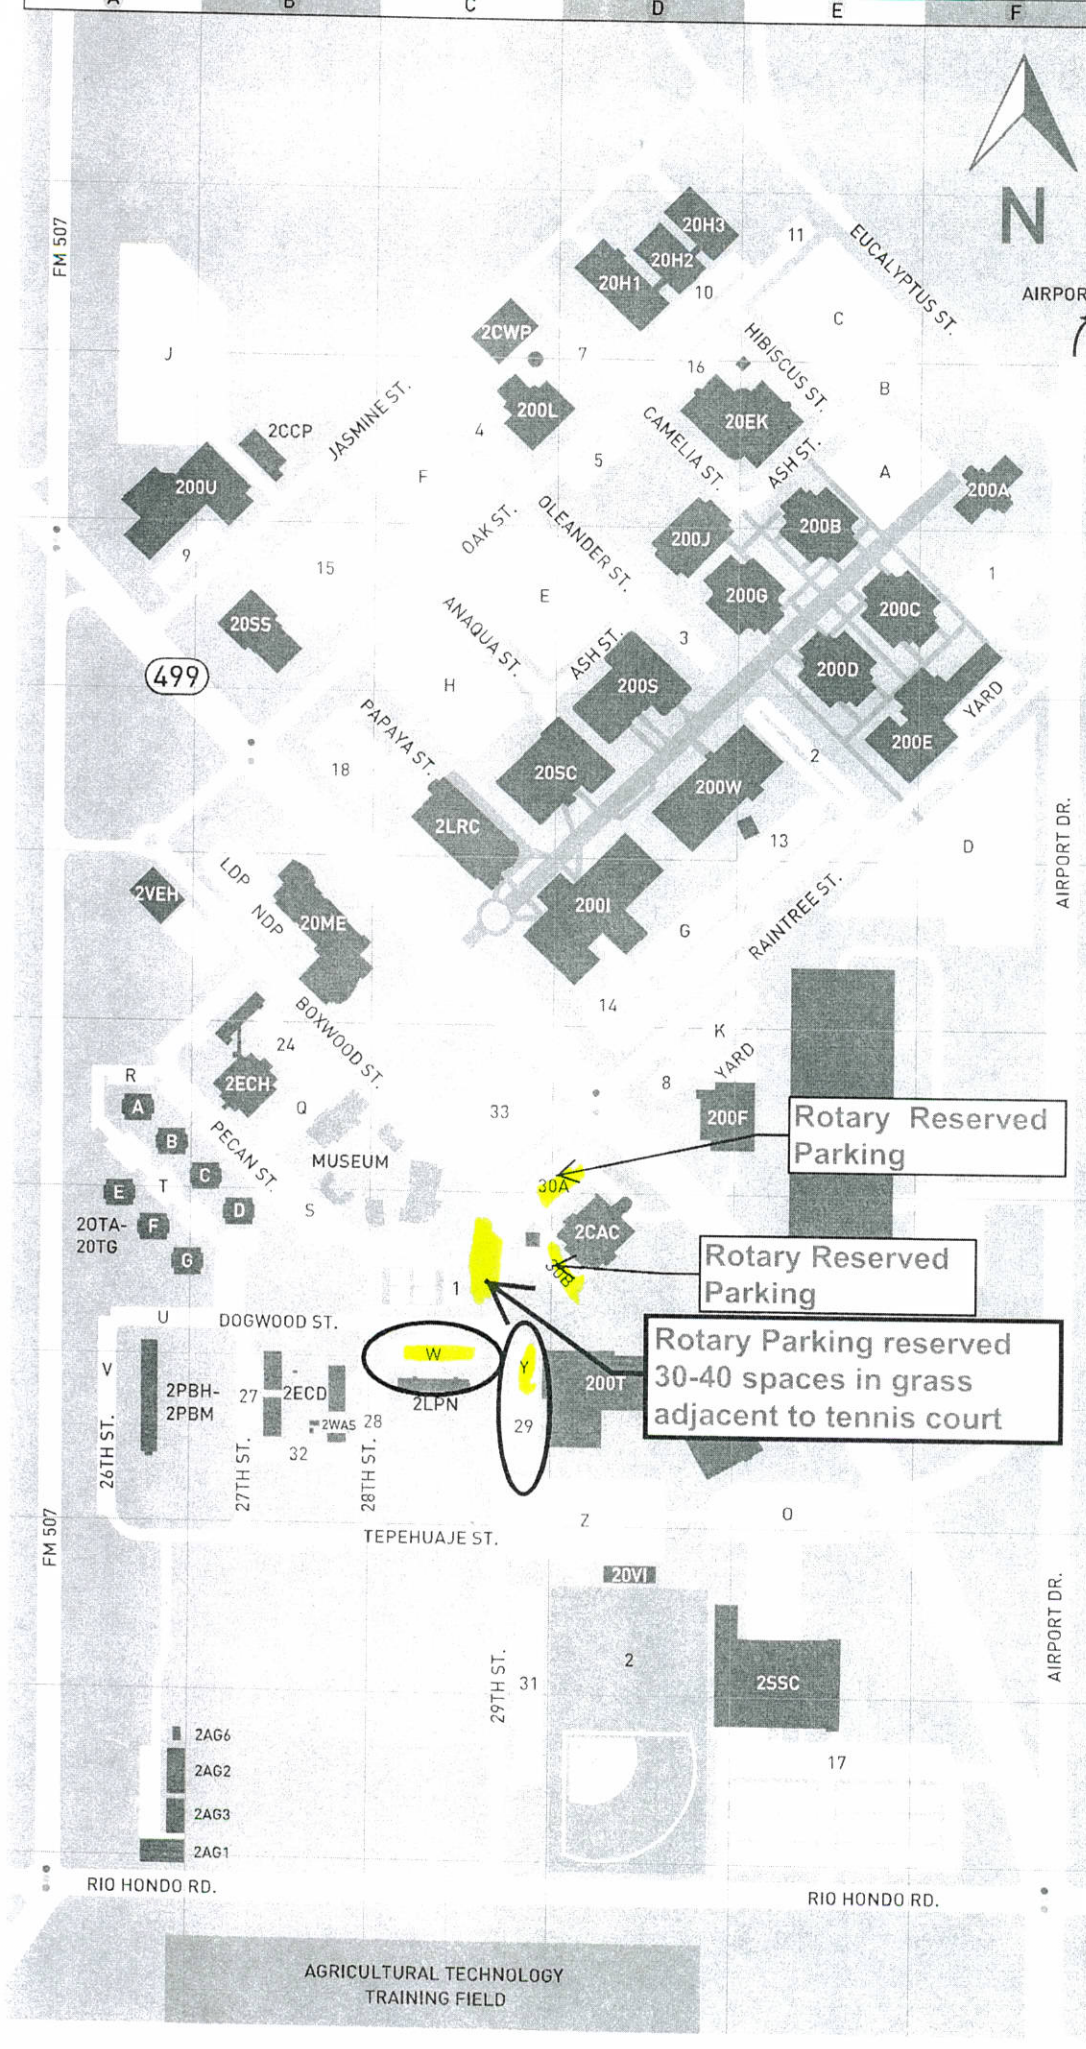 A B C D E F
N
FM 507
20H3
20H2
20H1
11
EUCALYPTUS ST.
10
AIRPOR
C
2CWP
J
7
HIBISCUS ST.
16
B
200L
20EK
JASMINE ST.
4
CAMELIA ST.
2CCP
5
ASH ST.
F
A
200U
200A
OAK ST.
OLEANDER ST.
200B
200J
9
15
1
E
200G
200C
20SS
ANAQUA ST.
3
ASH ST.
499
200D
H
200S
YARD
PAPAYA ST.
200E
2
18
20SC
200W
2LRC
13
D
AIRPORT DR.
LDP
2VEH
NDP
20ME
200I
G
RAINTREE ST.
14
BOXWOOD ST.
K
24
YARD
R
2ECH
8
A
Q
33
200F
Rotary Reserved
Parking
B
PECAN ST.
MUSEUM
C
E
T
30A
20TA-
20TG
F
D
S
2CAC
G
30B
Rotary Reserved
Parking
1
U
DOGWOOD ST.
Rotary Parking reserved
30-40 spaces in grass
adjacent to tennis court
V
W
Y
200T
2PBH-
2PBM
27
2ECD
2LPN
26TH ST.
2WAS
28
29
32
27TH ST.
28TH ST.
Z
O
FM 507
TEPEHUAJE ST.
20VI
AIRPORT DR.
29TH ST.
31
2
2SSC
2AG6
17
2AG2
2AG3
2AG1
RIO HONDO RD.
RIO HONDO RD.
AGRICULTURAL TECHNOLOGY
TRAINING FIELD